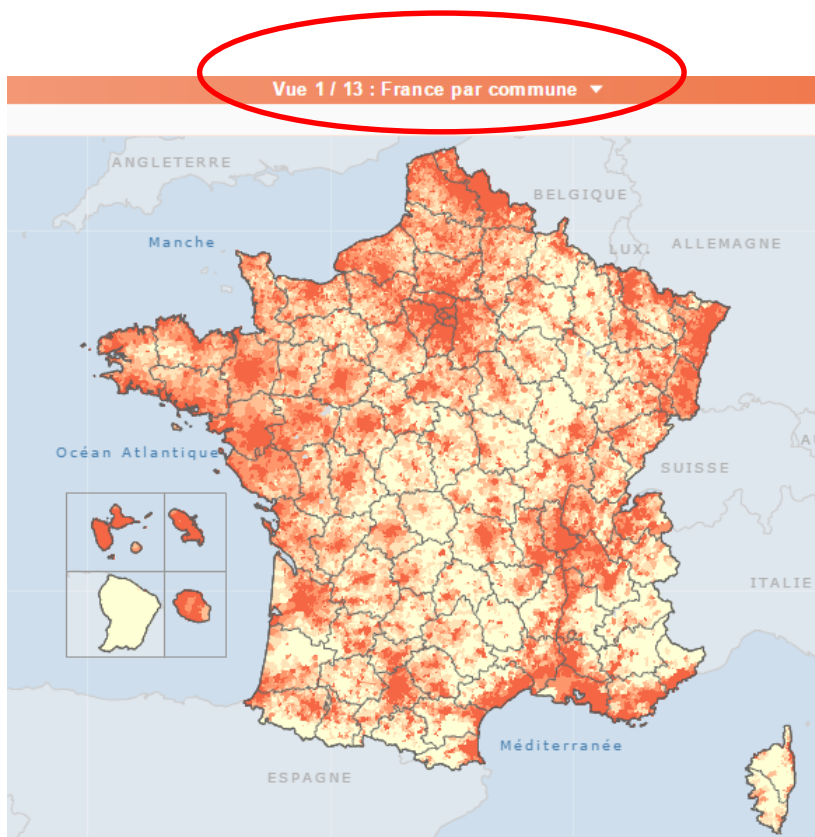 Vue 1 / 13 : France par commune
ANGLETERRE
BELGIQUE
Manche
LUX.
ALLEMAGNE
Océan Atlantique
SUISSE
ITALIE
Méditerranée
ESPAGNE